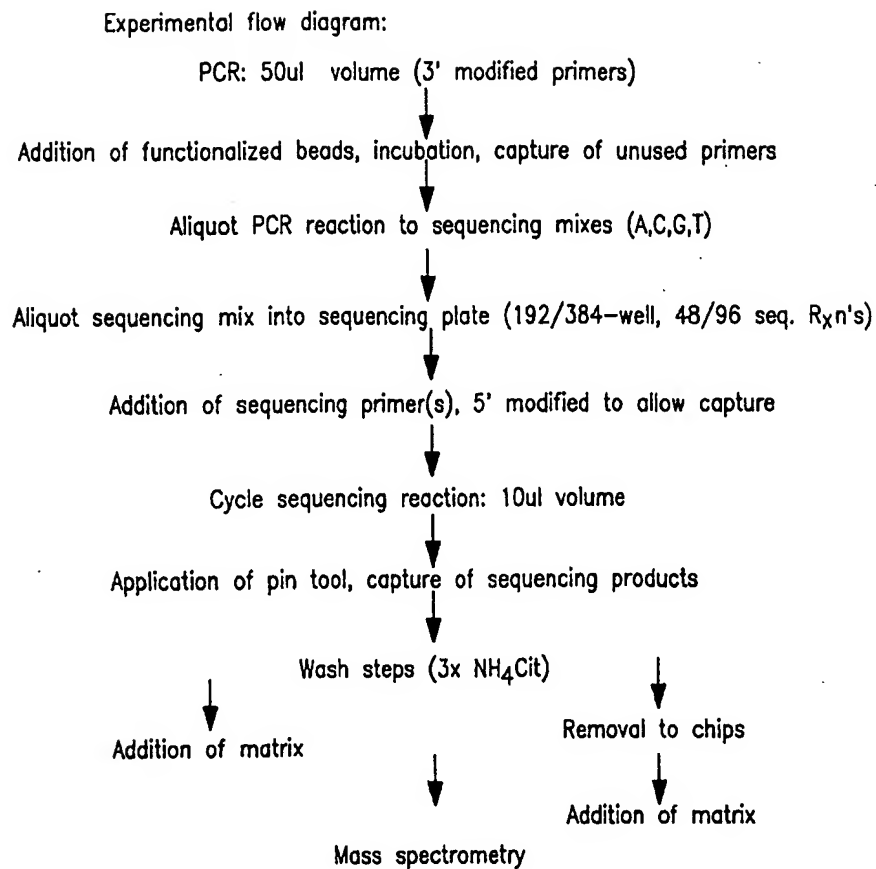 Experimental flow diagram:
PCR: 50ul volume (3' modified primers)
Addition of functionalized beads, incubation, capture of unused primers
Aliquot PCR reaction to sequencing mixes (A,C,G,T)
Aliquot sequencing mix into sequencing plate (192/384-well, 48/96 seq. RXn's)
Addition of sequencing primer(s), 5' modified to allow capture
Cycle sequencing reaction: 10ul volume
Application of pin tool, capture of sequencing products
Wash steps (3x NH4Cit)
Addition of matrix
Removal to chips
Addition of matrix
Mass spectrometry